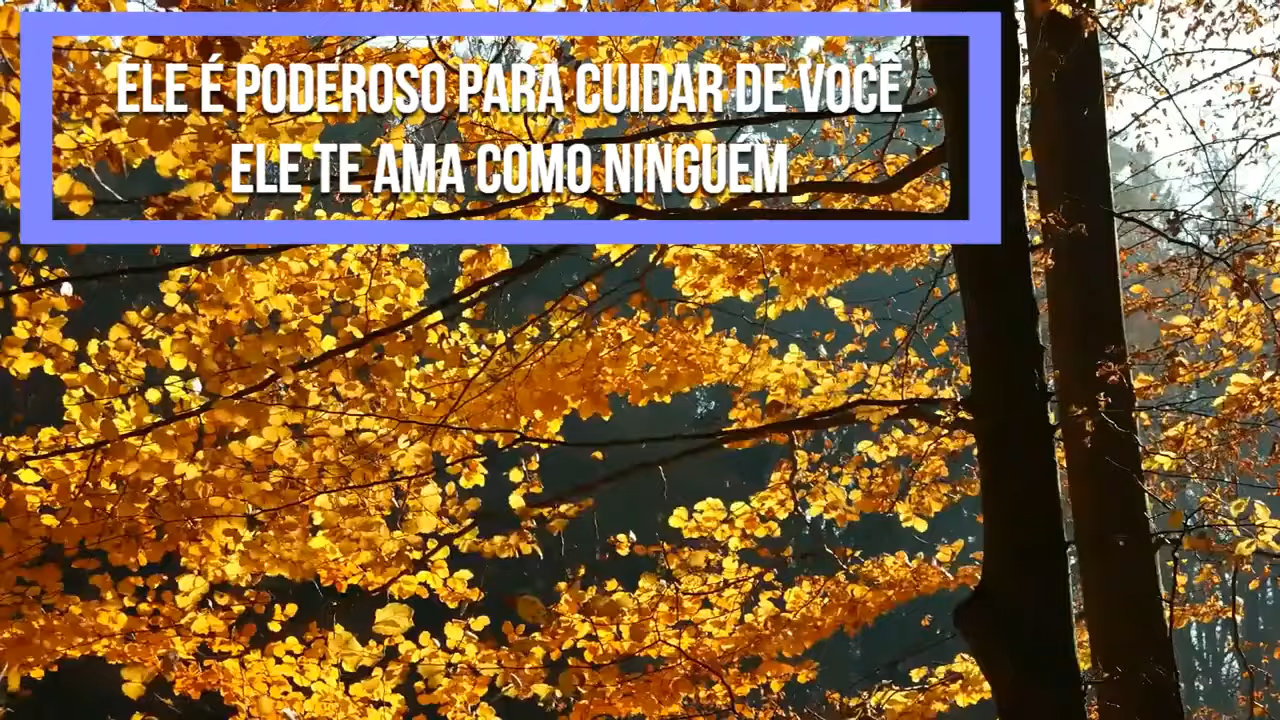 ELE É PODEROSO PARA CUIDAR DE VOCÊ
ELE TE AMA COMO NINGUÉM